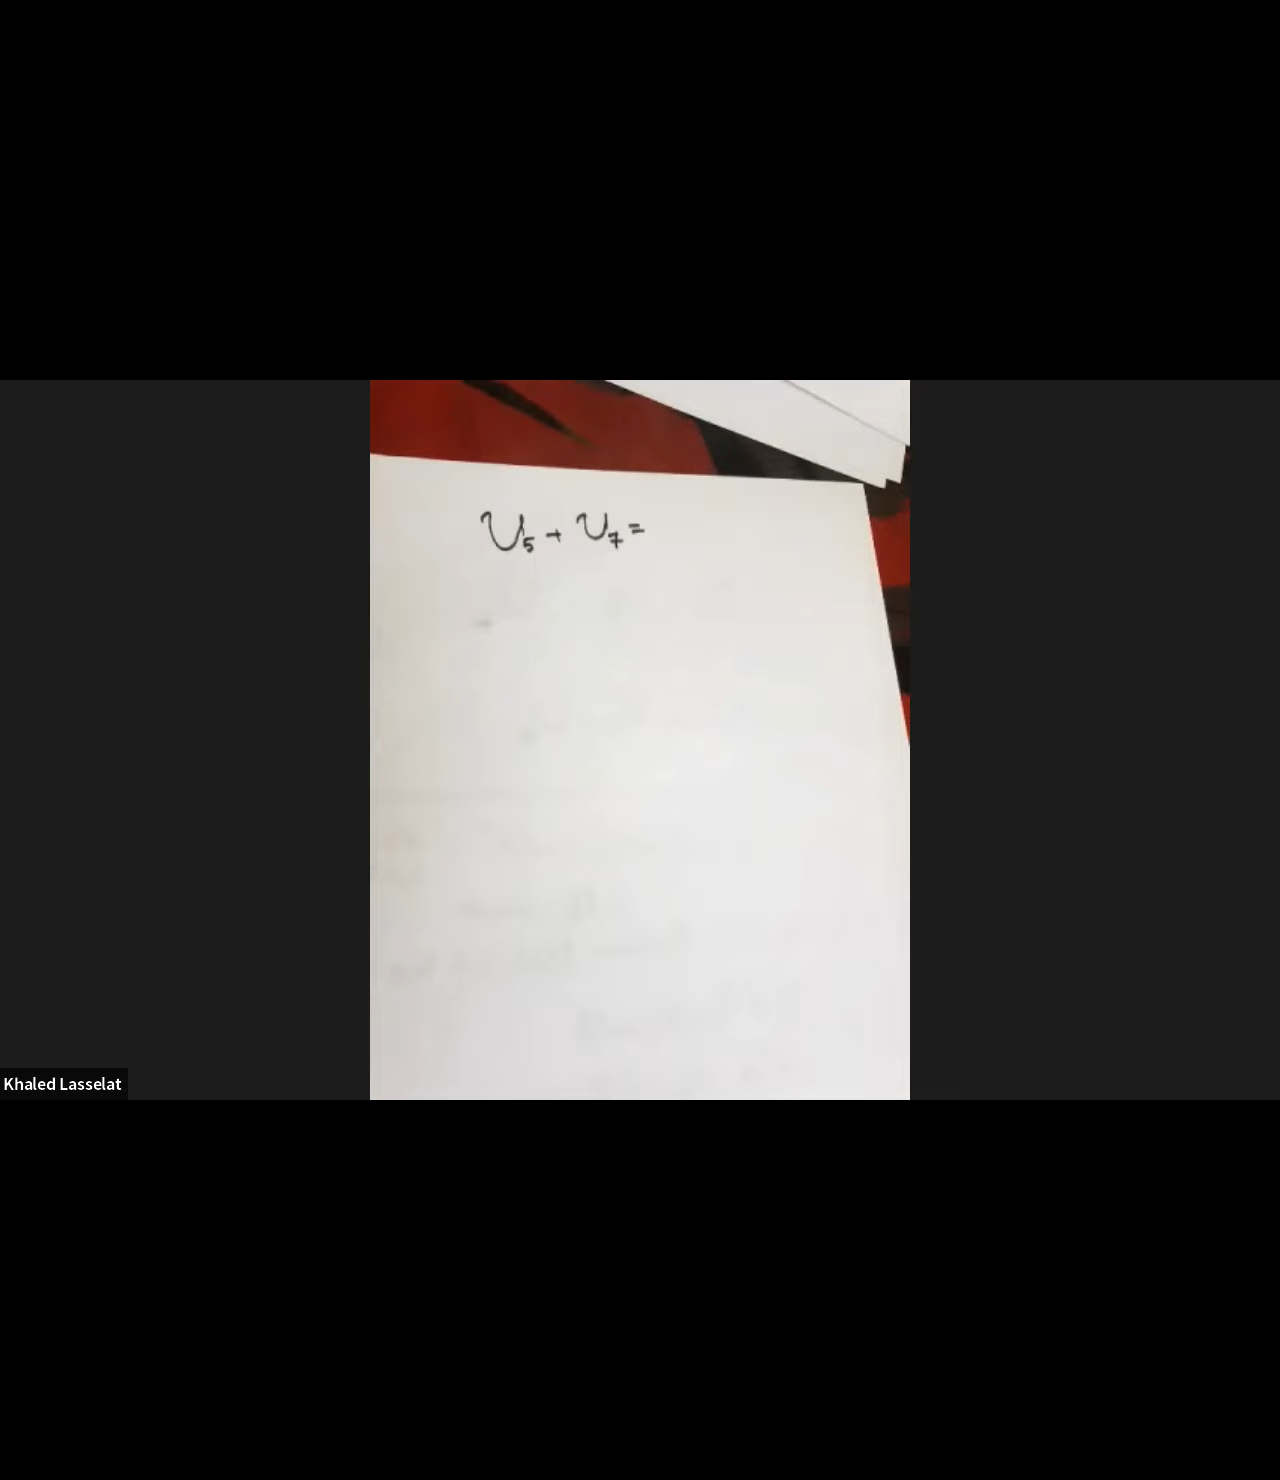 U₅ + U₇ =
Khaled Lasselat